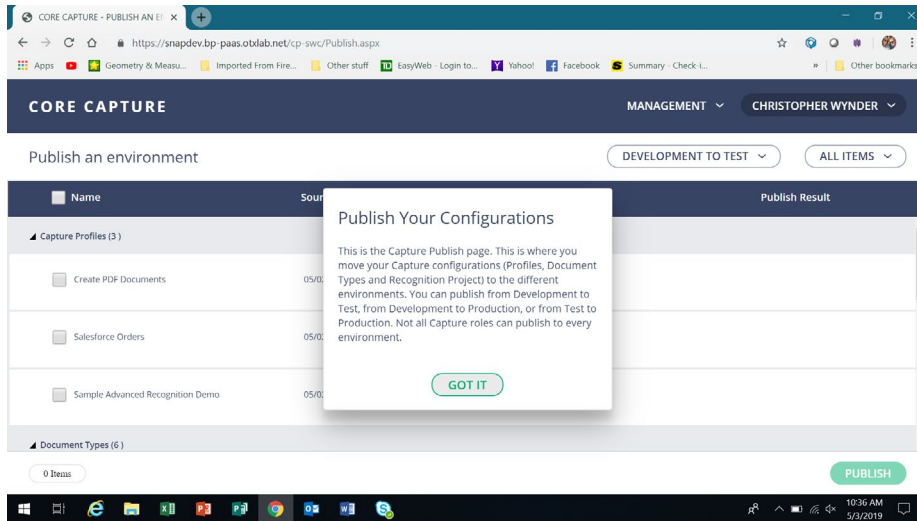 CORE CAPTURE - PUBLISH AN E
https://snapdev.bp-paas.otxlab.net/cp-swc/Publish.aspx
Apps Geometry & Measu... Imported From Fire... Other stuff TD EasyWeb - Login to... Y Yahoo! f Facebook S Summary - Check-i... » Other bookmarks
CORE CAPTURE MANAGEMENT CHRISTOPHER WYNDER
Publish an environment DEVELOPMENT TO TEST ALL ITEMS
Name Sour Publish Result
Publish Your Configurations
Capture Profiles (3 )
This is the Capture Publish page. This is where you
move your Capture configurations (Profiles, Document
Types and Recognition Project) to the different
environments. You can publish from Development to
Test, from Development to Production, or from Test to
Production. Not all Capture roles can publish to every
environment.
Create PDF Documents 05/0
Salesforce Orders 05/0
GOT IT
Sample Advanced Recognition Demo 05/0
Document Types (6 )
0 Items PUBLISH
10:36 AM
5/3/2019